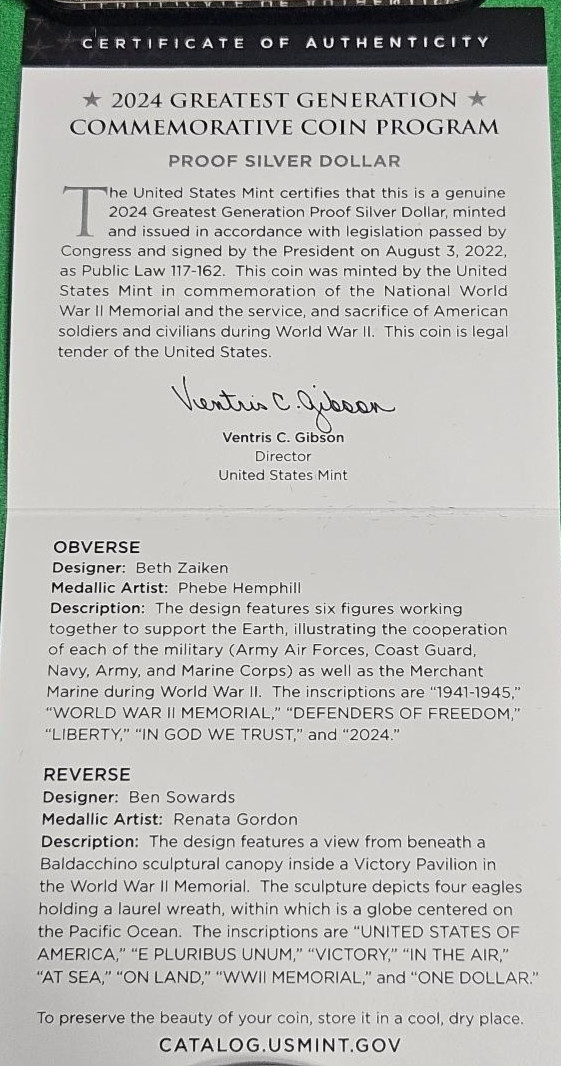 CERTIFICATE OF AUTHENTICITY
★ 2024 GREATEST GENERATION ★
COMMEMORATIVE COIN PROGRAM
PROOF SILVER DOLLAR
The United States Mint certifies that this is a genuine
2024 Greatest Generation Proof Silver Dollar, minted
and issued in accordance with legislation passed by
Congress and signed by the President on August 3, 2022,
as Public Law 117-162. This coin was minted by the United
States Mint in commemoration of the National World
War II Memorial and the service, and sacrifice of American
soldiers and civilians during World War II. This coin is legal
tender of the United States.
Ventris C. Gibson
Ventris C. Gibson
Director
United States Mint
OBVERSE
Designer: Beth Zaiken
Medallic Artist: Phebe Hemphill
Description: The design features six figures working
together to support the Earth, illustrating the cooperation
of each of the military (Army Air Forces, Coast Guard,
Navy, Army, and Marine Corps) as well as the Merchant
Marine during World War II. The inscriptions are “1941-1945,”
“WORLD WAR II MEMORIAL,” “DEFENDERS OF FREEDOM,”
“LIBERTY,” “IN GOD WE TRUST,” and “2024.”
REVERSE
Designer: Ben Sowards
Medallic Artist: Renata Gordon
Description: The design features a view from beneath a
Baldacchino sculptural canopy inside a Victory Pavilion in
the World War II Memorial. The sculpture depicts four eagles
holding a laurel wreath, within which is a globe centered on
the Pacific Ocean. The inscriptions are “UNITED STATES OF
AMERICA,” “E PLURIBUS UNUM,” “VICTORY,” “IN THE AIR,”
“AT SEA,” “ON LAND,” “WWII MEMORIAL,” and “ONE DOLLAR.”
To preserve the beauty of your coin, store it in a cool, dry place.
CATALOG.USMINT.GOV